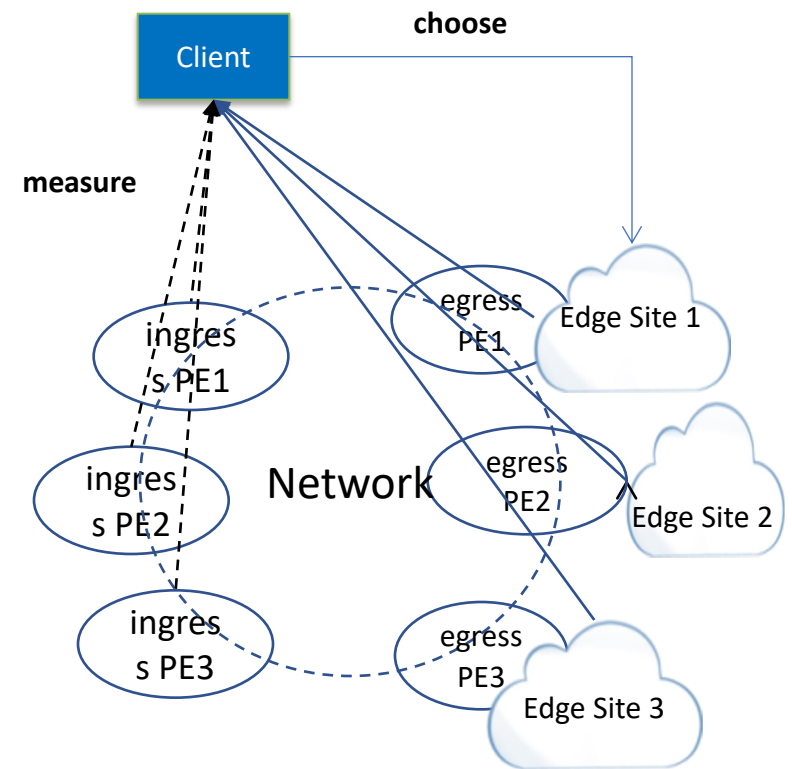 choose
Client
measure
egress
PE1
Edge Site 1
ingres
s PE1
egress
PE2
Network
ingres
s PE2
Edge Site 2
ingres
s PE3
egress
PE3
Edge Site 3